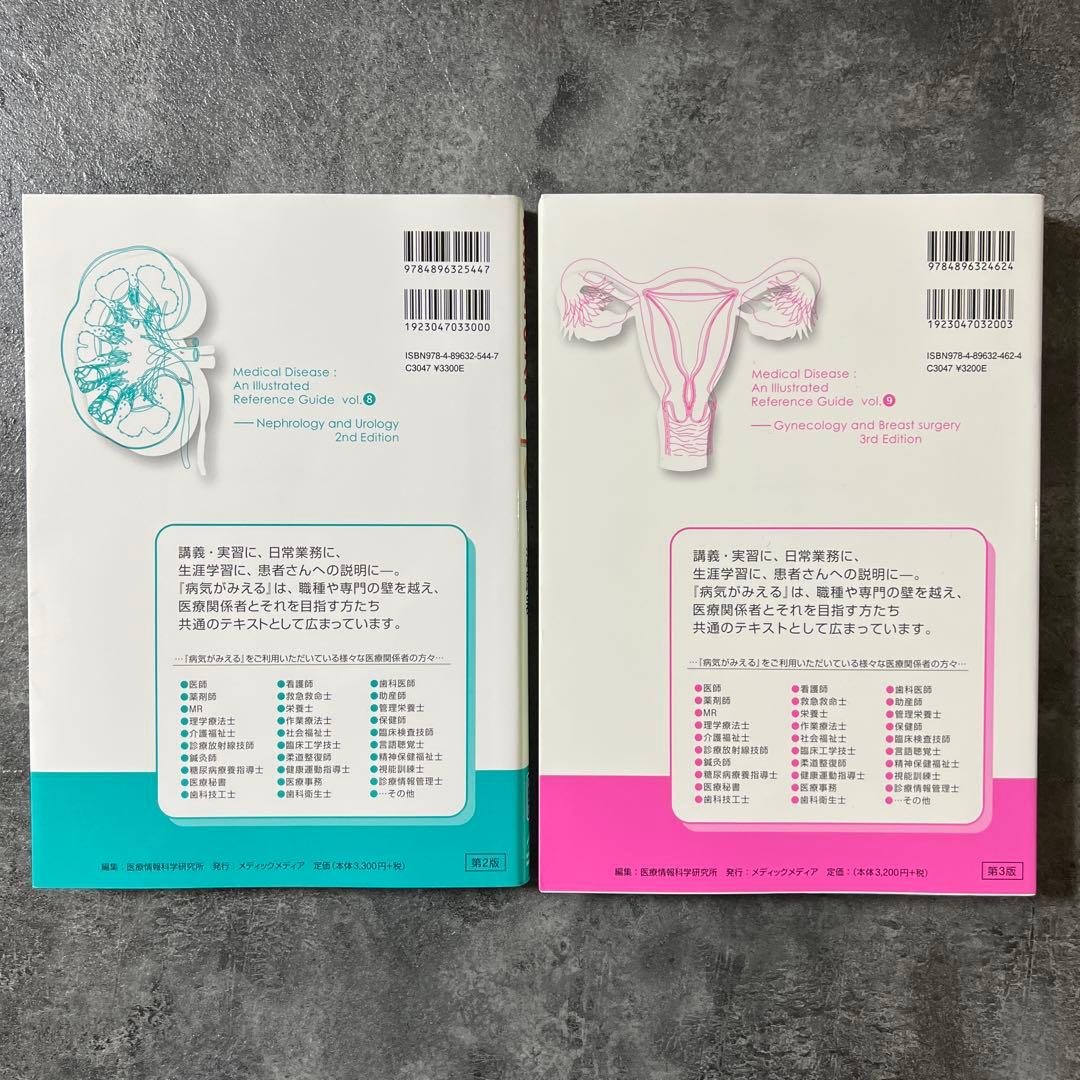 9784896325447
1923047033000
ISBN978-4-89632-544-7
C3047 ¥3300E
Medical Disease :
An Illustrated
Reference Guide vol.8
Nephrology and Urology
2nd Edition
講義・実習に、日常業務に、
生涯学習に、患者さんへの説明に―。
『病気がみえる』は、職種や専門の壁を越え、
医療関係者とそれを目指す方たち
共通のテキストとして広まっています。
…『病気がみえる』をご利用いただいている様々な医療関係者の方々…
●医師 ●看護師 ●歯科医師
●薬剤師 ●救急救命士 ●助産師
●MR ●栄養士 ●管理栄養士
●理学療法士 ●作業療法士 ●保健師
●介護福祉士 ●社会福祉士 ●臨床検査技師
●診療放射線技師 ●臨床工学技士 ●言語聴覚士
●鍼灸師 ●柔道整復師 ●精神保健福祉士
●糖尿病療養指導士 ●健康運動指導士 ●視能訓練士
●医療秘書 ●医療事務 ●診療情報管理士
●歯科技工士 ●歯科衛生士 ●…その他
編集：医療情報科学研究所 発行：メディックメディア 定価（本体3,300円+税）
第2版
9784896324624
1923047032003
ISBN978-4-89632-462-4
C3047 ¥3200E
Medical Disease :
An Illustrated
Reference Guide vol.9
Gynecology and Breast surgery
3rd Edition
講義・実習に、日常業務に、
生涯学習に、患者さんへの説明に―。
『病気がみえる』は、職種や専門の壁を越え、
医療関係者とそれを目指す方たち
共通のテキストとして広まっています。
…『病気がみえる』をご利用いただいている様々な医療関係者の方々…
●医師 ●看護師 ●歯科医師
●薬剤師 ●救急救命士 ●助産師
●MR ●栄養士 ●管理栄養士
●理学療法士 ●作業療法士 ●保健師
●介護福祉士 ●社会福祉士 ●臨床検査技師
●診療放射線技師 ●臨床工学技士 ●言語聴覚士
●鍼灸師 ●柔道整復師 ●精神保健福祉士
●糖尿病療養指導士 ●健康運動指導士 ●視能訓練士
●医療秘書 ●医療事務 ●診療情報管理士
●歯科技工士 ●歯科衛生士 ●…その他
編集：医療情報科学研究所 発行：メディックメディア 定価：（本体3,200円+税）
第3版